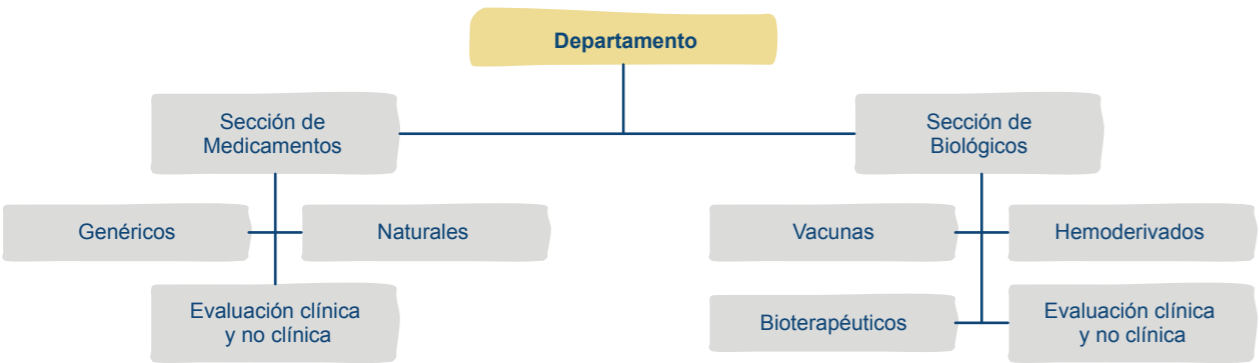 Departamento
Sección de
Medicamentos
Sección de
Biológicos
Genéricos
Naturales
Vacunas
Hemoderivados
Evaluación clínica
y no clínica
Bioterapéuticos
Evaluación clínica
y no clínica